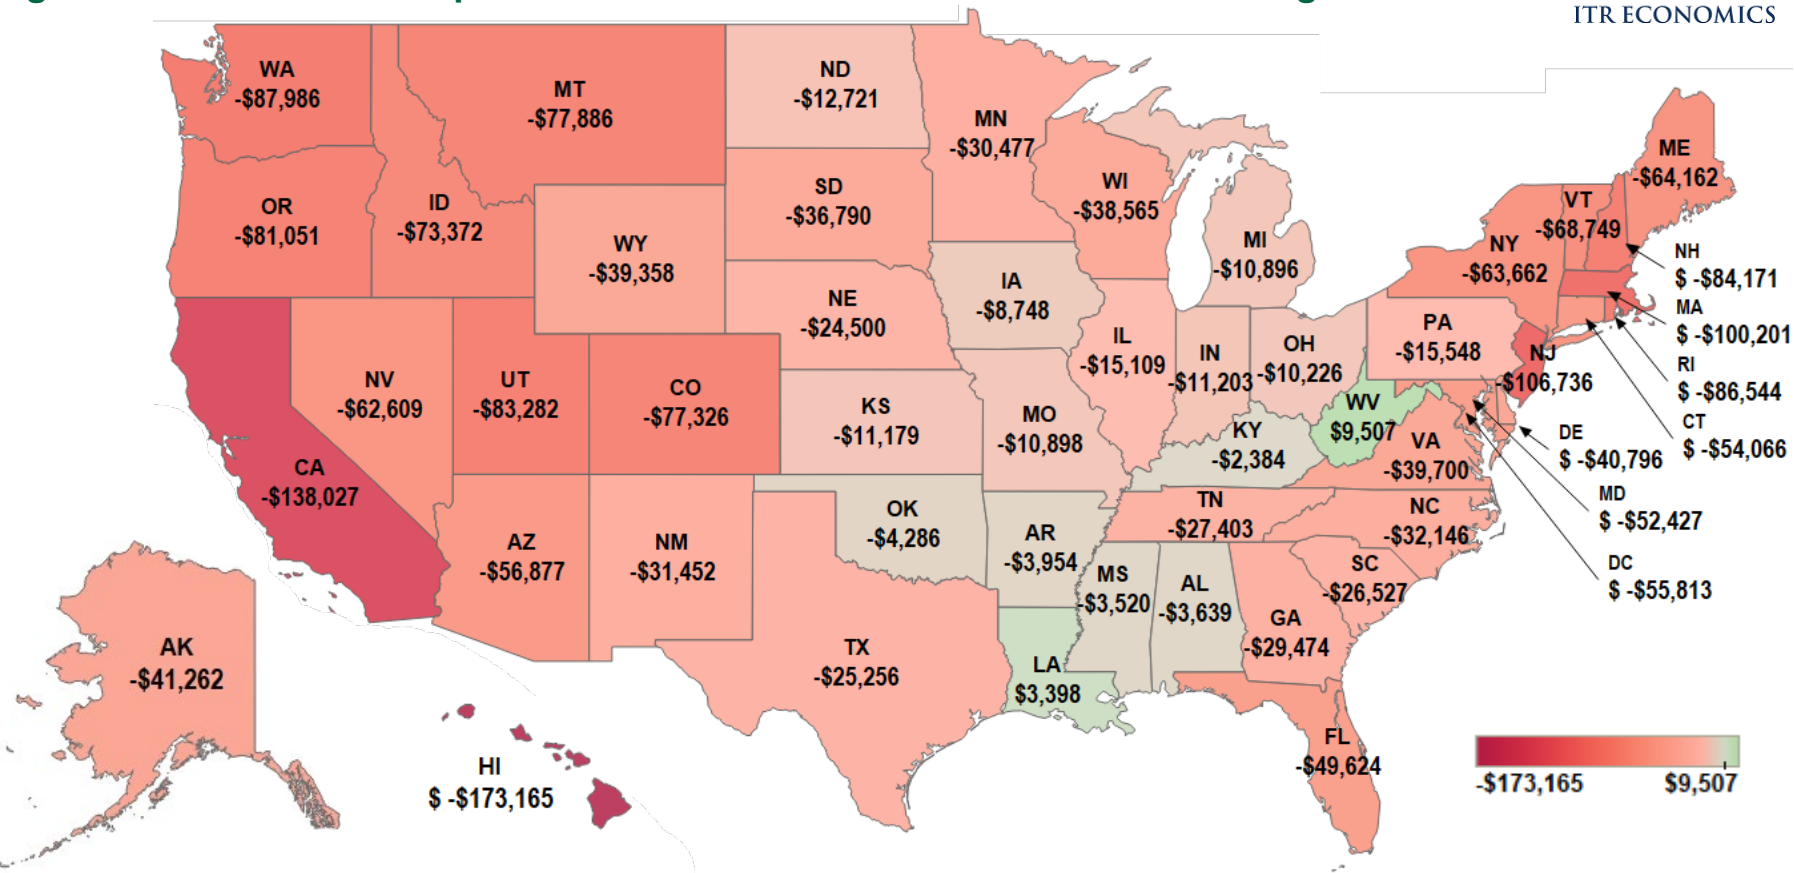 ITR ECONOMICS
WA
-$87,986
MT
-$77,886
ND
-$12,721
MN
-$30,477
ME
-$64,162
OR
-$81,051
ID
-$73,372
SD
-$36,790
WI
-$38,565
VT
-$68,749
WY
-$39,358
MI
-$10,896
NY
-$63,662
NH
$ -$84,171
IA
-$8,748
NE
-$24,500
MA
$ -$100,201
IL
-$15,109
IN
-$11,203
OH
-$10,226
PA
-$15,548
NJ
-$106,736
RI
$ -$86,544
NV
-$62,609
UT
-$83,282
CO
-$77,326
KS
-$11,179
MO
-$10,898
KY
-$2,384
WV
$9,507
VA
-$39,700
CT
$ -$54,066
DE
$ -$40,796
CA
-$138,027
MD
$ -$52,427
TN
-$27,403
NC
-$32,146
OK
-$4,286
AR
-$3,954
AZ
-$56,877
NM
-$31,452
MS
-$3,520
AL
-$3,639
SC
-$26,527
DC
$ -$55,813
GA
-$29,474
AK
-$41,262
TX
-$25,256
LA
$3,398
FL
-$49,624
HI
$ -$173,165
-$173,165 $9,507